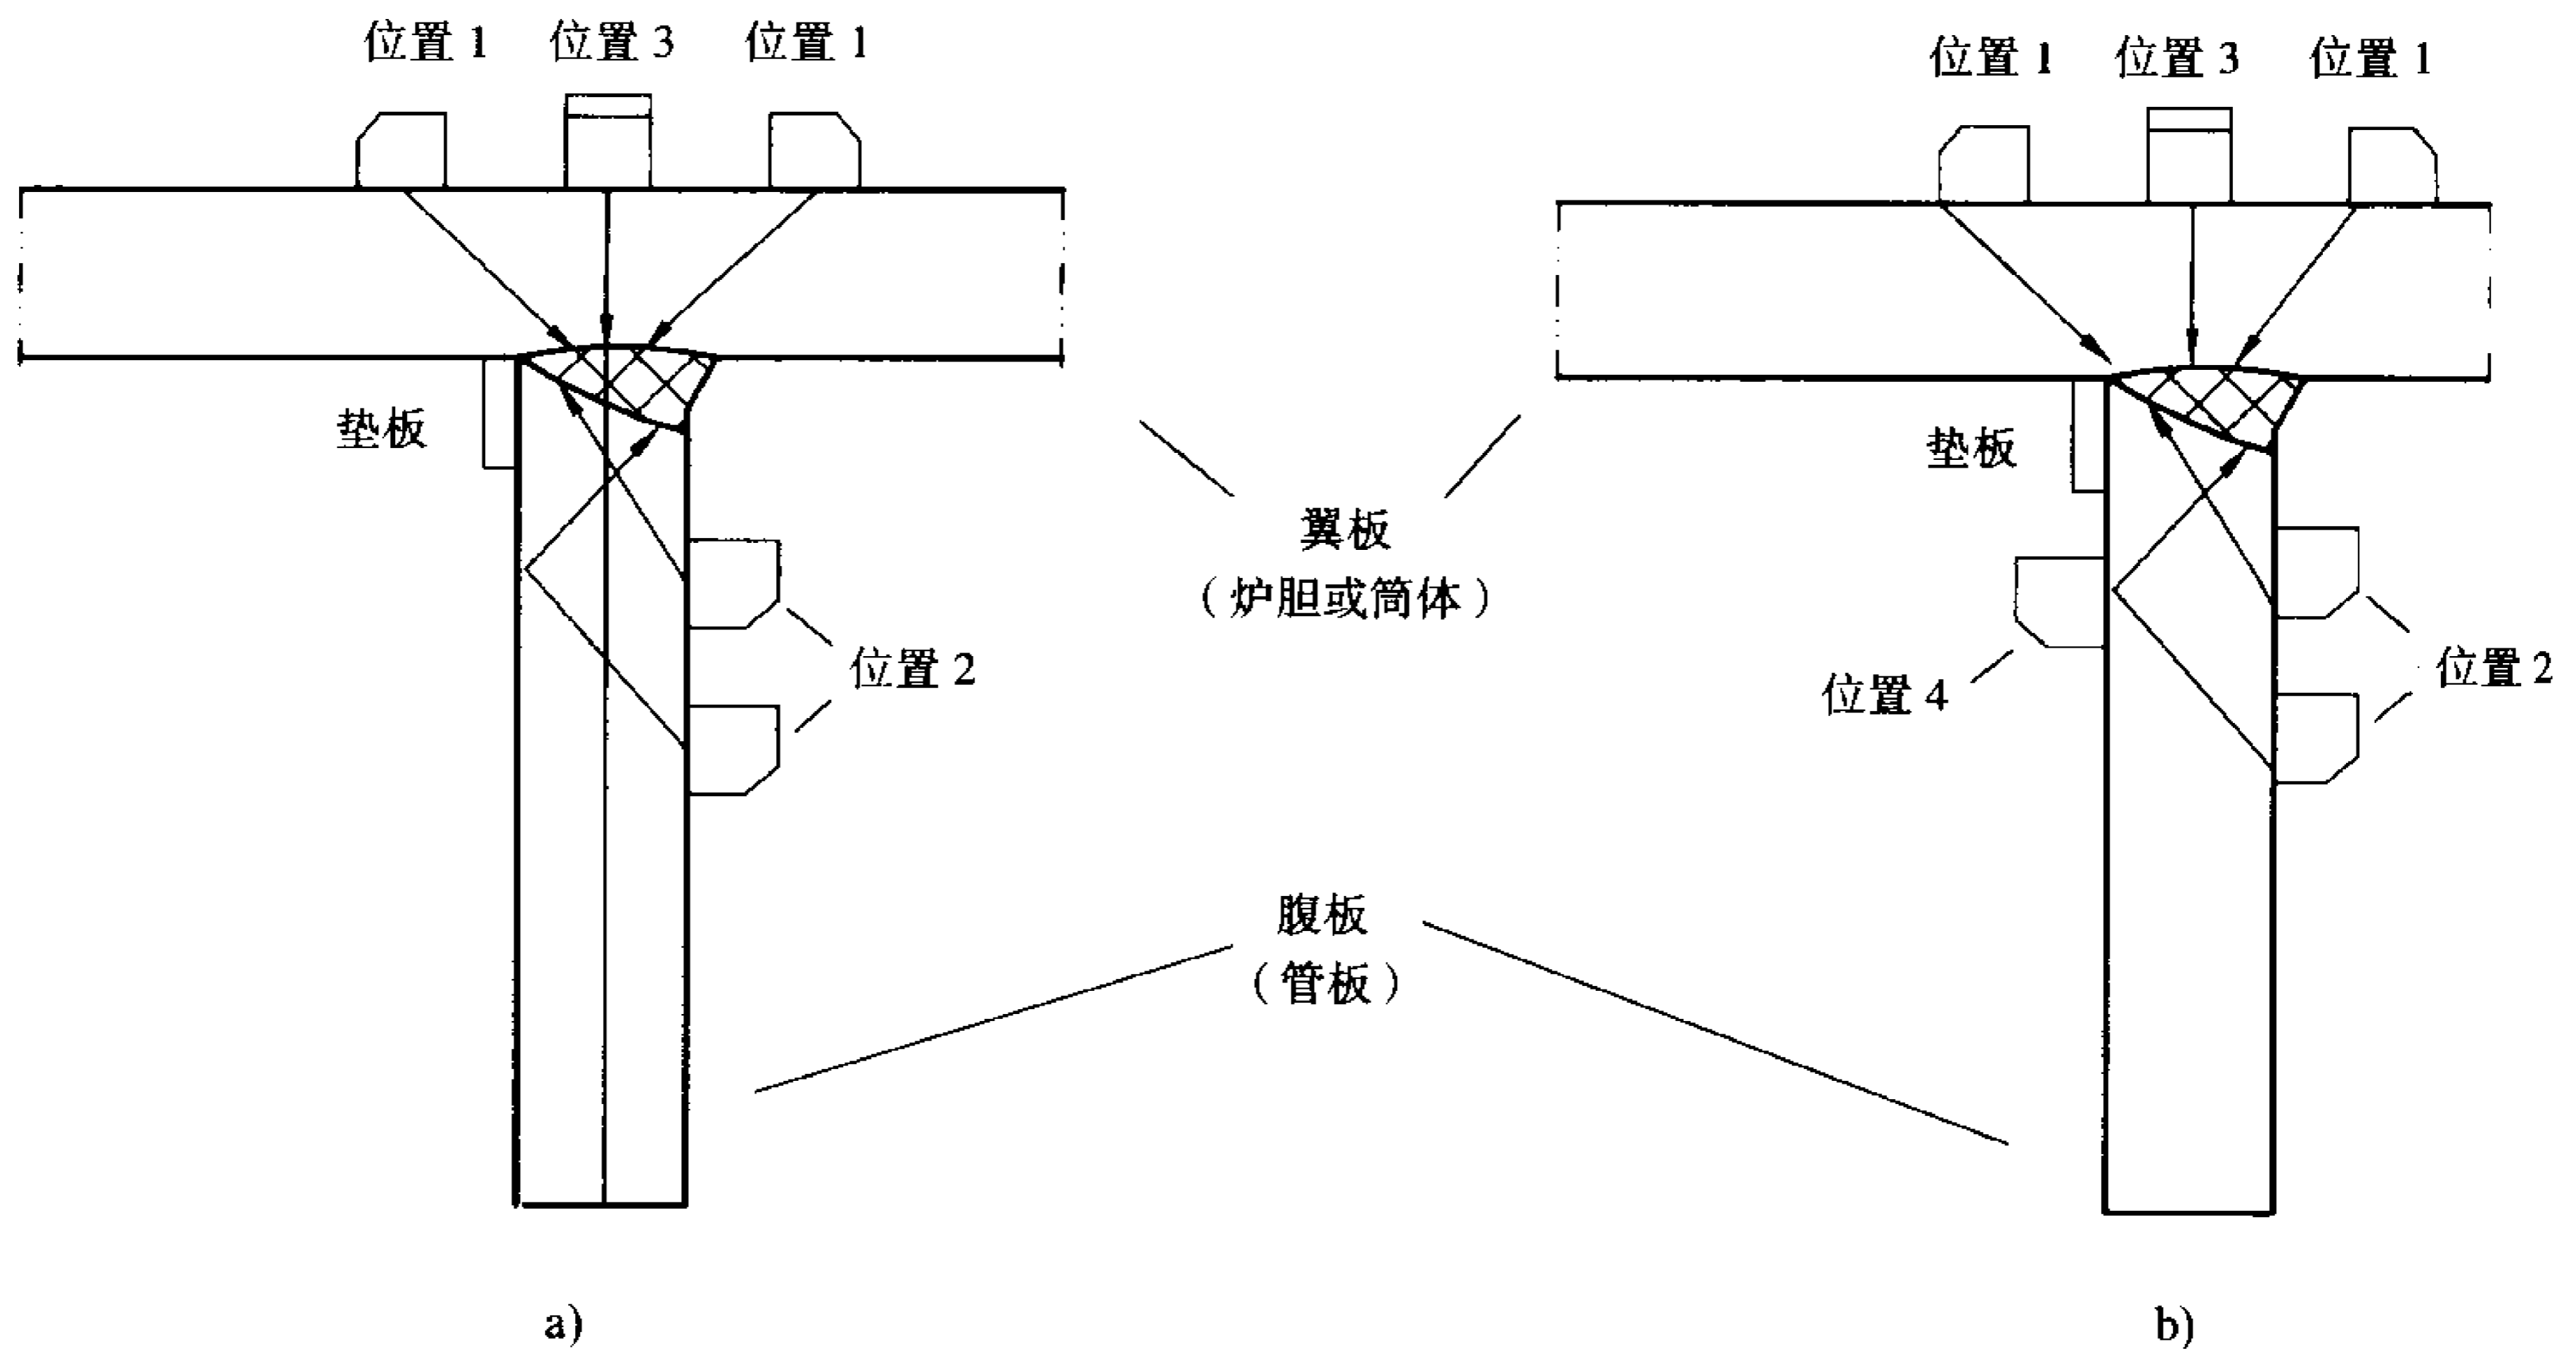 位置 1 位置 3 位置 1
位置 1 位置 3 位置 1
垫板
垫板
翼板
（炉胆或筒体）
位置 2
位置 4
位置 2
腹板
（管板）
a)
b)